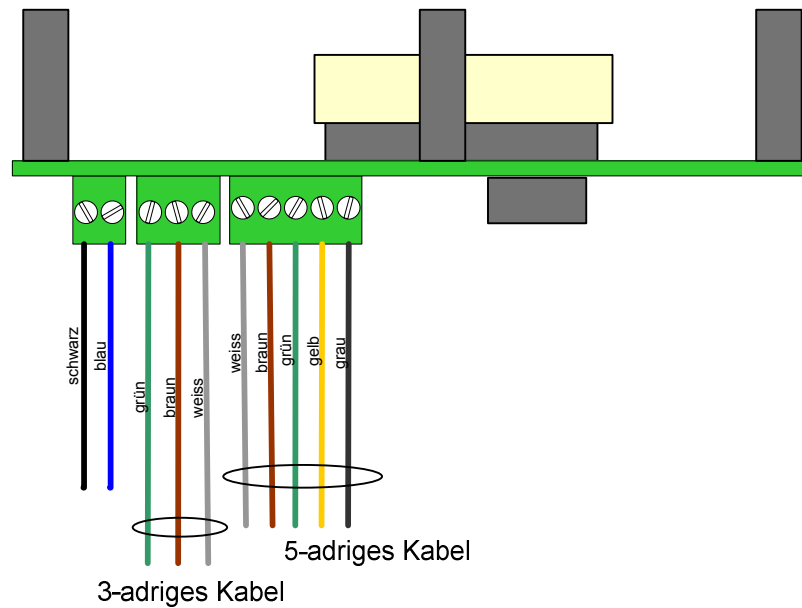 schwarz
blau
grün
braun
weiss
weiss
braun
grün
gelb
grau
5-adriges Kabel
3-adriges Kabel